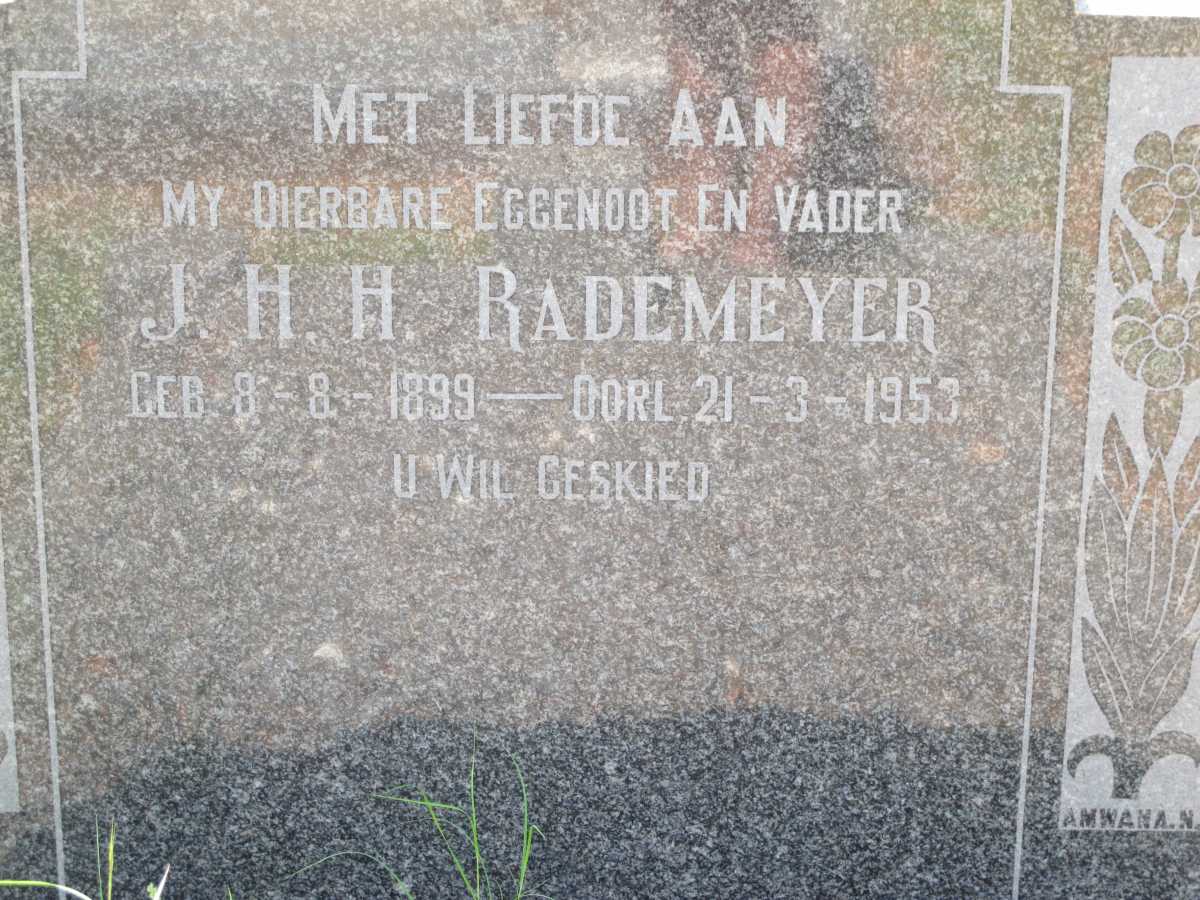 MET LIEFDE AAN
MY DIERBARE EGGENOOT EN VADER
J. H. H. RADEMEYER
GEB. 8 - 8 - 1899 — OORL. 21 - 3 - 1953
U WIL GESKIED